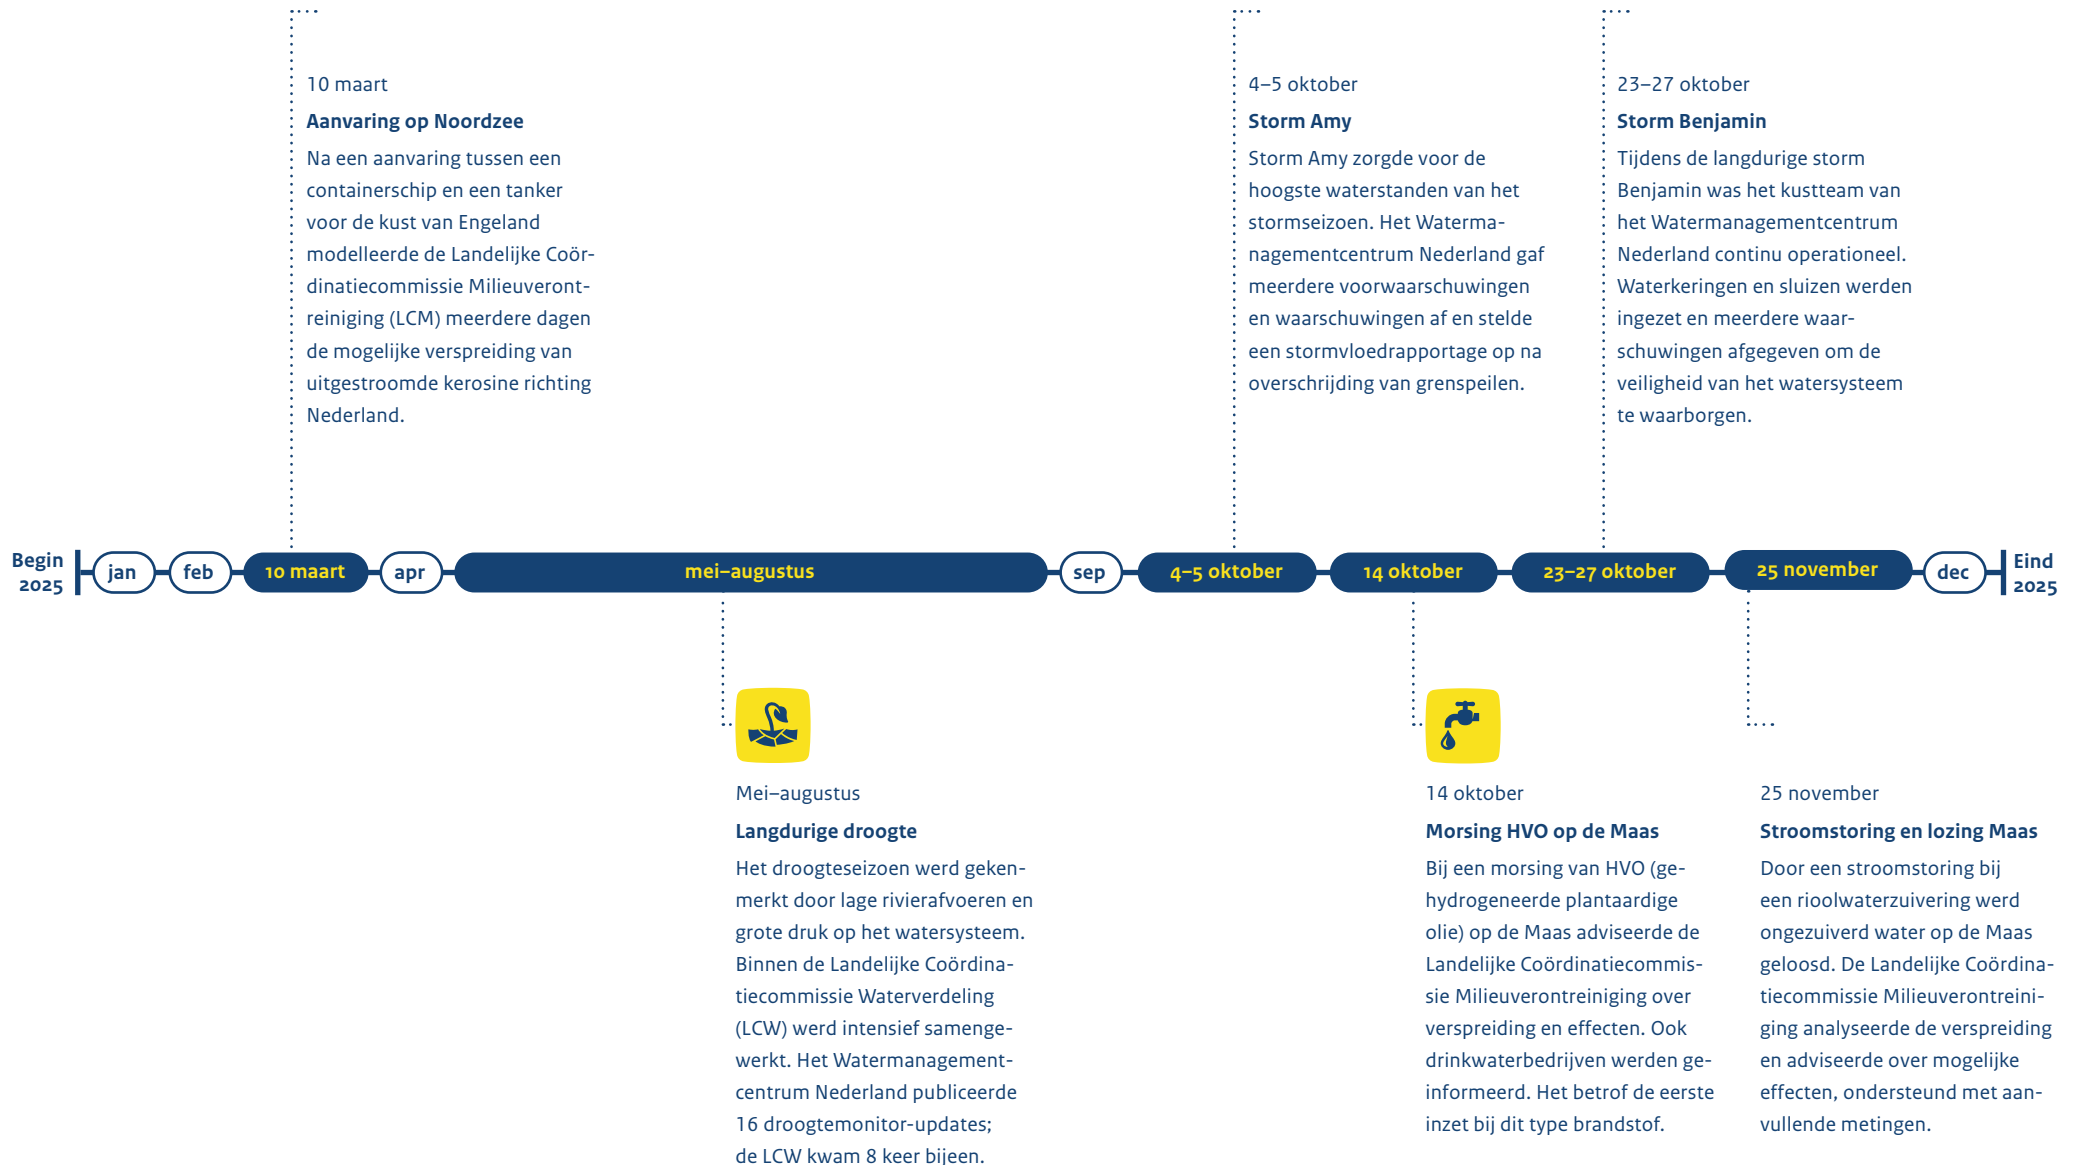 10 maart
Aanvaring op Noordzee
Na een aanvaring tussen een
containerschip en een tanker
voor de kust van Engeland
modelleerde de Landelijke Coör-
dinatiecommissie Milieuveront-
reiniging (LCM) meerdere dagen
de mogelijke verspreiding van
uitgestroomde kerosine richting
Nederland.
4–5 oktober
Storm Amy
Storm Amy zorgde voor de
hoogste waterstanden van het
stormseizoen. Het Waterma-
nagementcentrum Nederland gaf
meerdere voorwaarschuwingen
en waarschuwingen af en stelde
een stormvloedrapportage op na
overschrijding van grenspeilen.
23–27 oktober
Storm Benjamin
Tijdens de langdurige storm
Benjamin was het kustteam van
het Watermanagementcentrum
Nederland continu operationeel.
Waterkeringen en sluizen werden
ingezet en meerdere waar-
schuwingen afgegeven om de
veiligheid van het watersysteem
te waarborgen.
Begin
2025
jan
feb
10 maart
apr
mei–augustus
sep
4–5 oktober
14 oktober
23–27 oktober
25 november
dec
Eind
2025
Mei–augustus
Langdurige droogte
Het droogteseizoen werd geken-
merkt door lage rivierafvoeren en
grote druk op het watersysteem.
Binnen de Landelijke Coördina-
tiecommissie Waterverdeling
(LCW) werd intensief samenge-
werkt. Het Watermanagement-
centrum Nederland publiceerde
16 droogtemonitor-updates;
de LCW kwam 8 keer bijeen.
14 oktober
Morsing HVO op de Maas
Bij een morsing van HVO (ge-
hydrogeneerde plantaardige
olie) op de Maas adviseerde de
Landelijke Coördinatiecommis-
sie Milieuverontreiniging over
verspreiding en effecten. Ook
drinkwaterbedrijven werden ge-
informeerd. Het betrof de eerste
inzet bij dit type brandstof.
25 november
Stroomstoring en lozing Maas
Door een stroomstoring bij
een rioolwaterzuivering werd
ongezuiverd water op de Maas
geloosd. De Landelijke Coördina-
tiecommissie Milieuverontreini-
ging analyseerde de verspreiding
en adviseerde over mogelijke
effecten, ondersteund met aan-
vullende metingen.